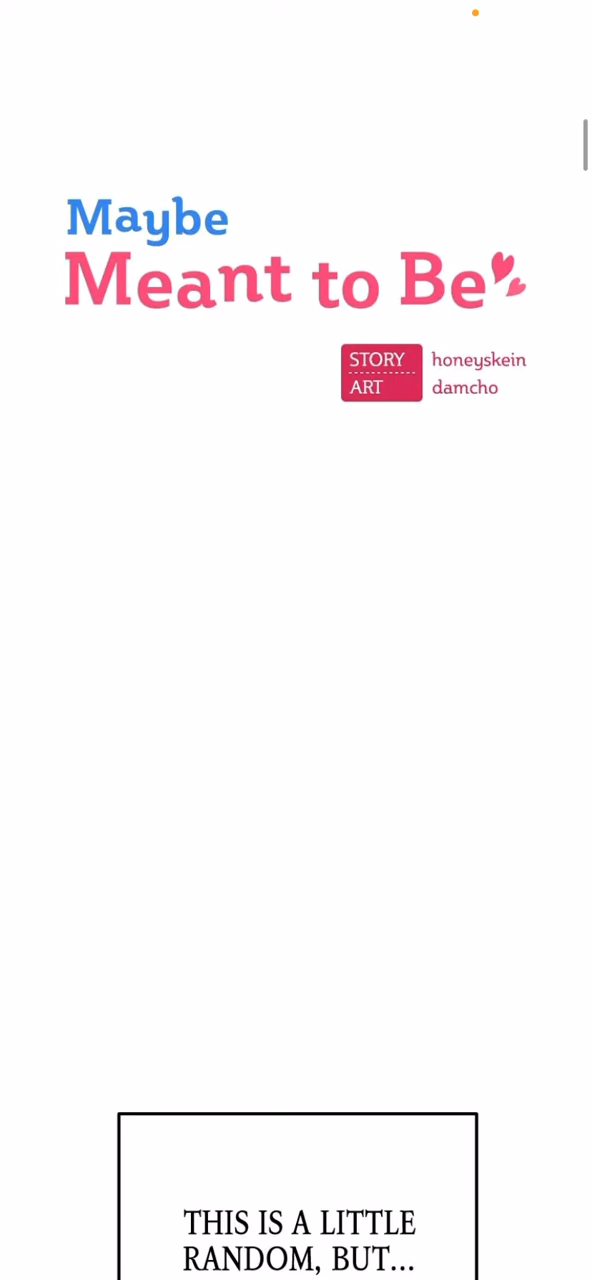 Maybe
Meant to Be
STORY honeyskein
ART damcho
THIS IS A LITTLE
RANDOM, BUT...